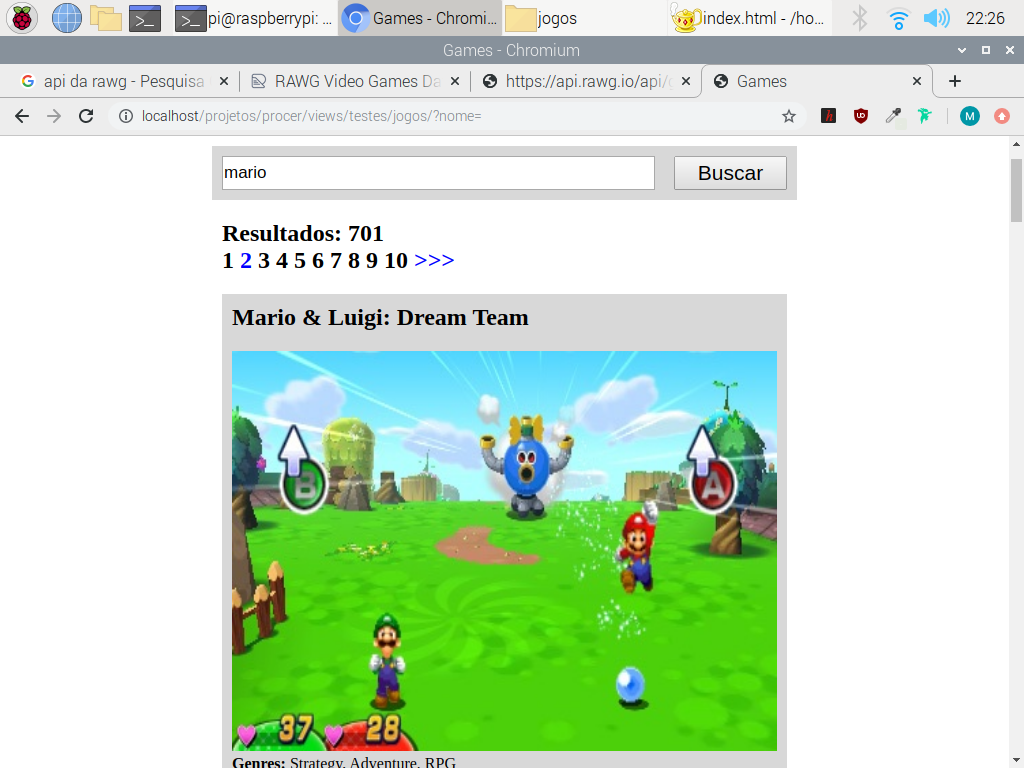 pi@raspberrypi: ...
Games - Chromi...
jogos
index.html - /ho...
22:26
Games - Chromium
api da rawg - Pesquisa
RAWG Video Games Da
https://api.rawg.io/api/
Games
localhost/projetos/procer/views/testes/jogos/?nome=
M
mario
Buscar
Resultados: 701
1 2 3 4 5 6 7 8 9 10 >>>
Mario & Luigi: Dream Team
B
A
37
28
Genres: Strategy, Adventure, RPG